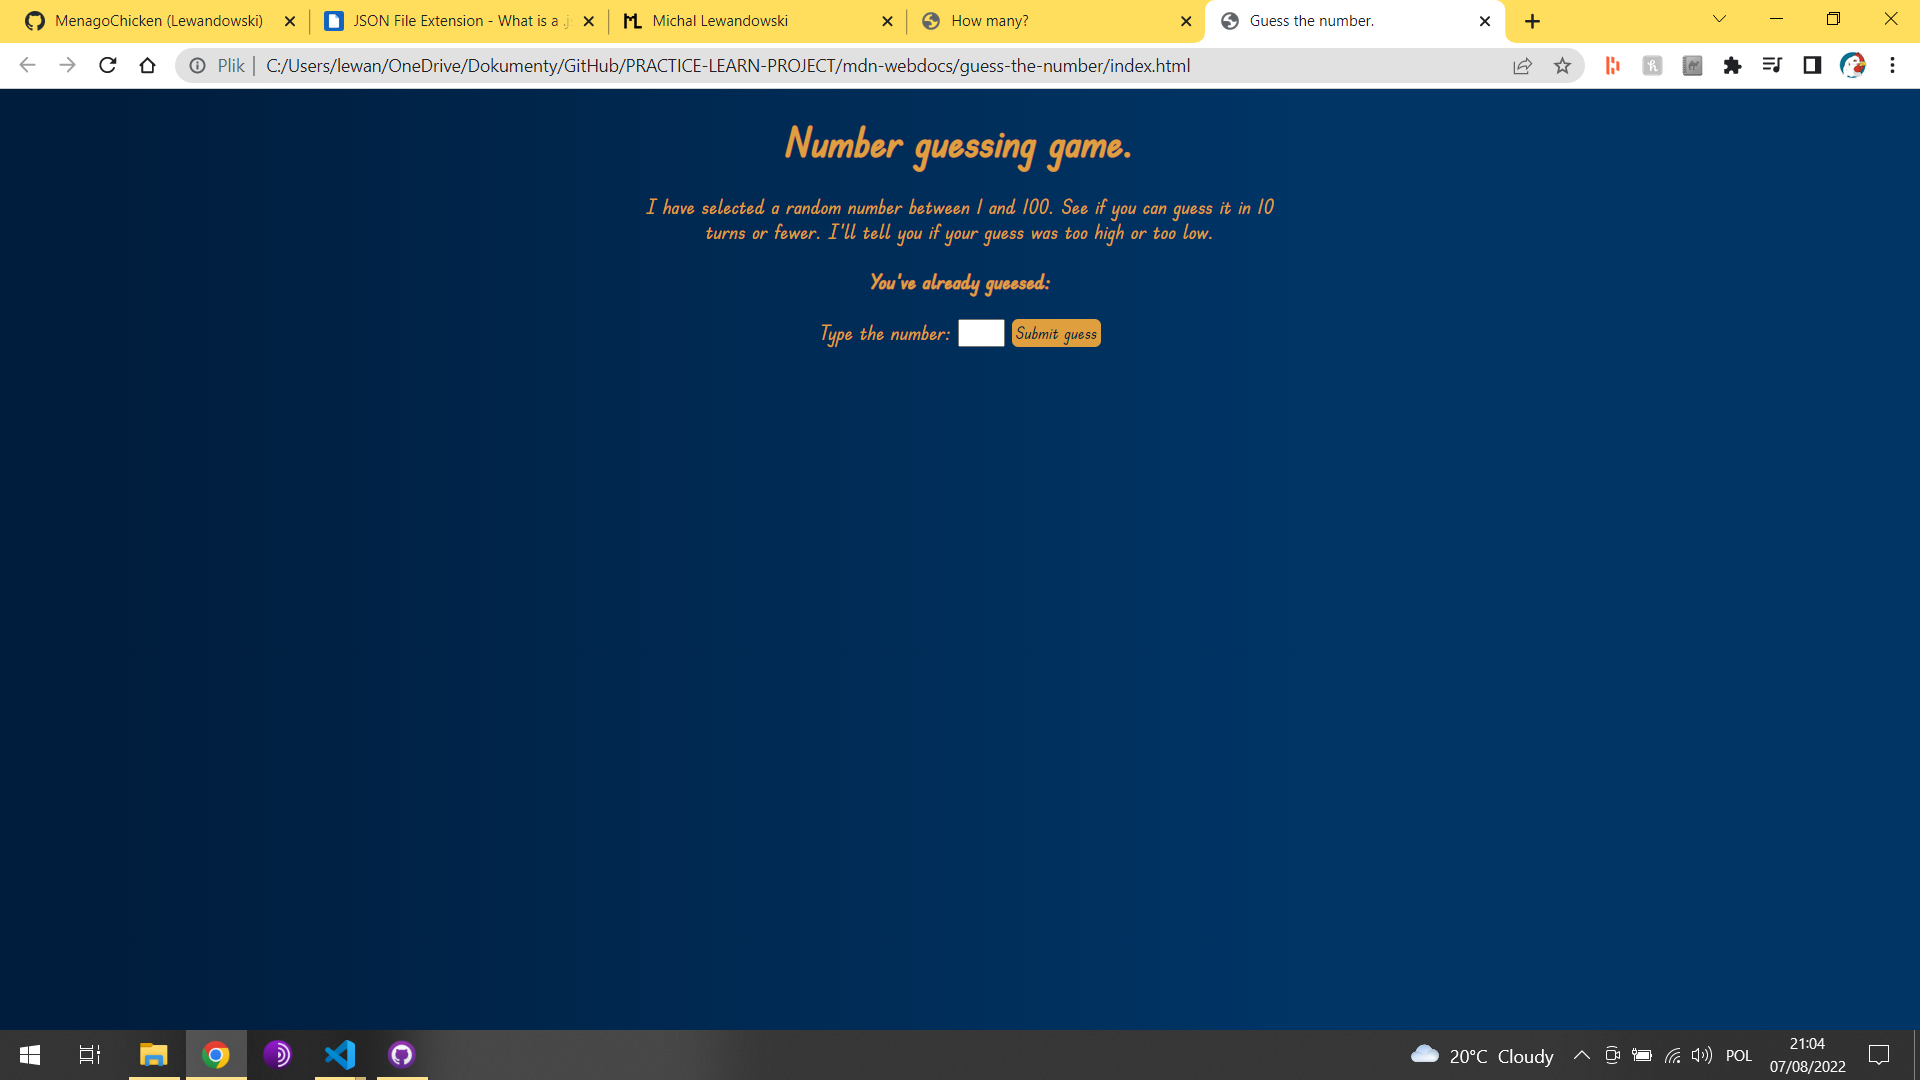 MenagoChicken (Lewandowski)
JSON File Extension - What is a .j
Michal Lewandowski
How many?
Guess the number.
Plik C:/Users/lewan/OneDrive/Dokumenty/GitHub/PRACTICE-LEARN-PROJECT/mdn-webdocs/guess-the-number/index.html
Number guessing game.
I have selected a random number between 1 and 100. See if you can guess it in 10
turns or fewer. I'll tell you if your guess was too high or too low.
You've already gueesed:
Type the number: Submit guess
20°C Cloudy
POL
21:04
07/08/2022